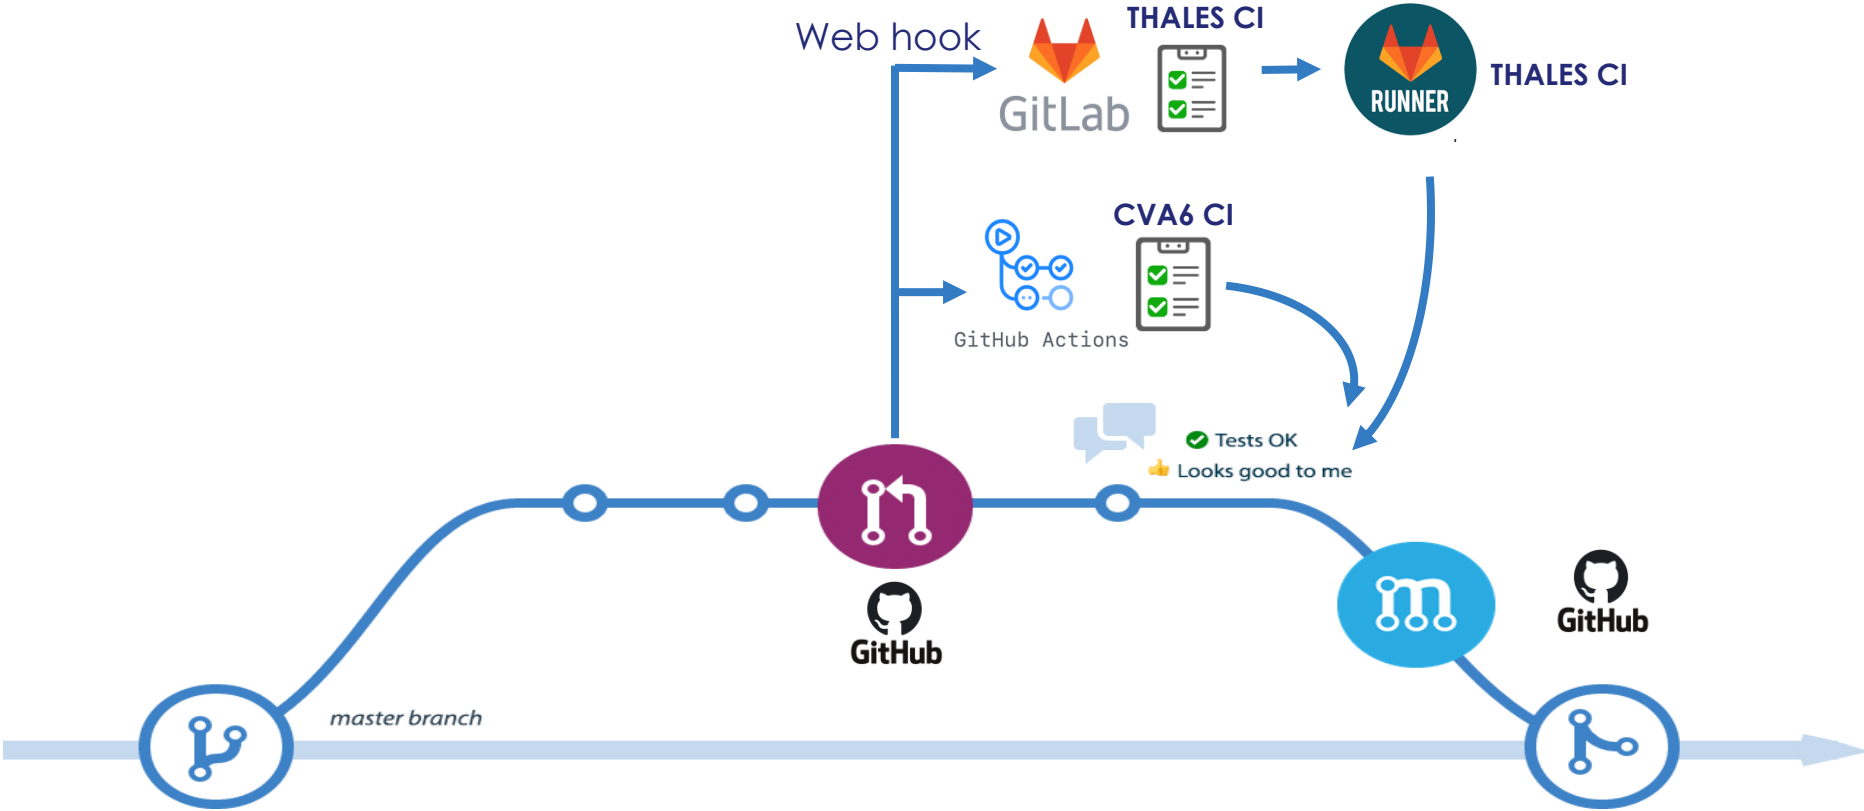 Web hook
THALES CI
GitLab
RUNNER
THALES CI
CVA6 CI
GitHub Actions
Tests OK
Looks good to me
GitHub
GitHub
master branch